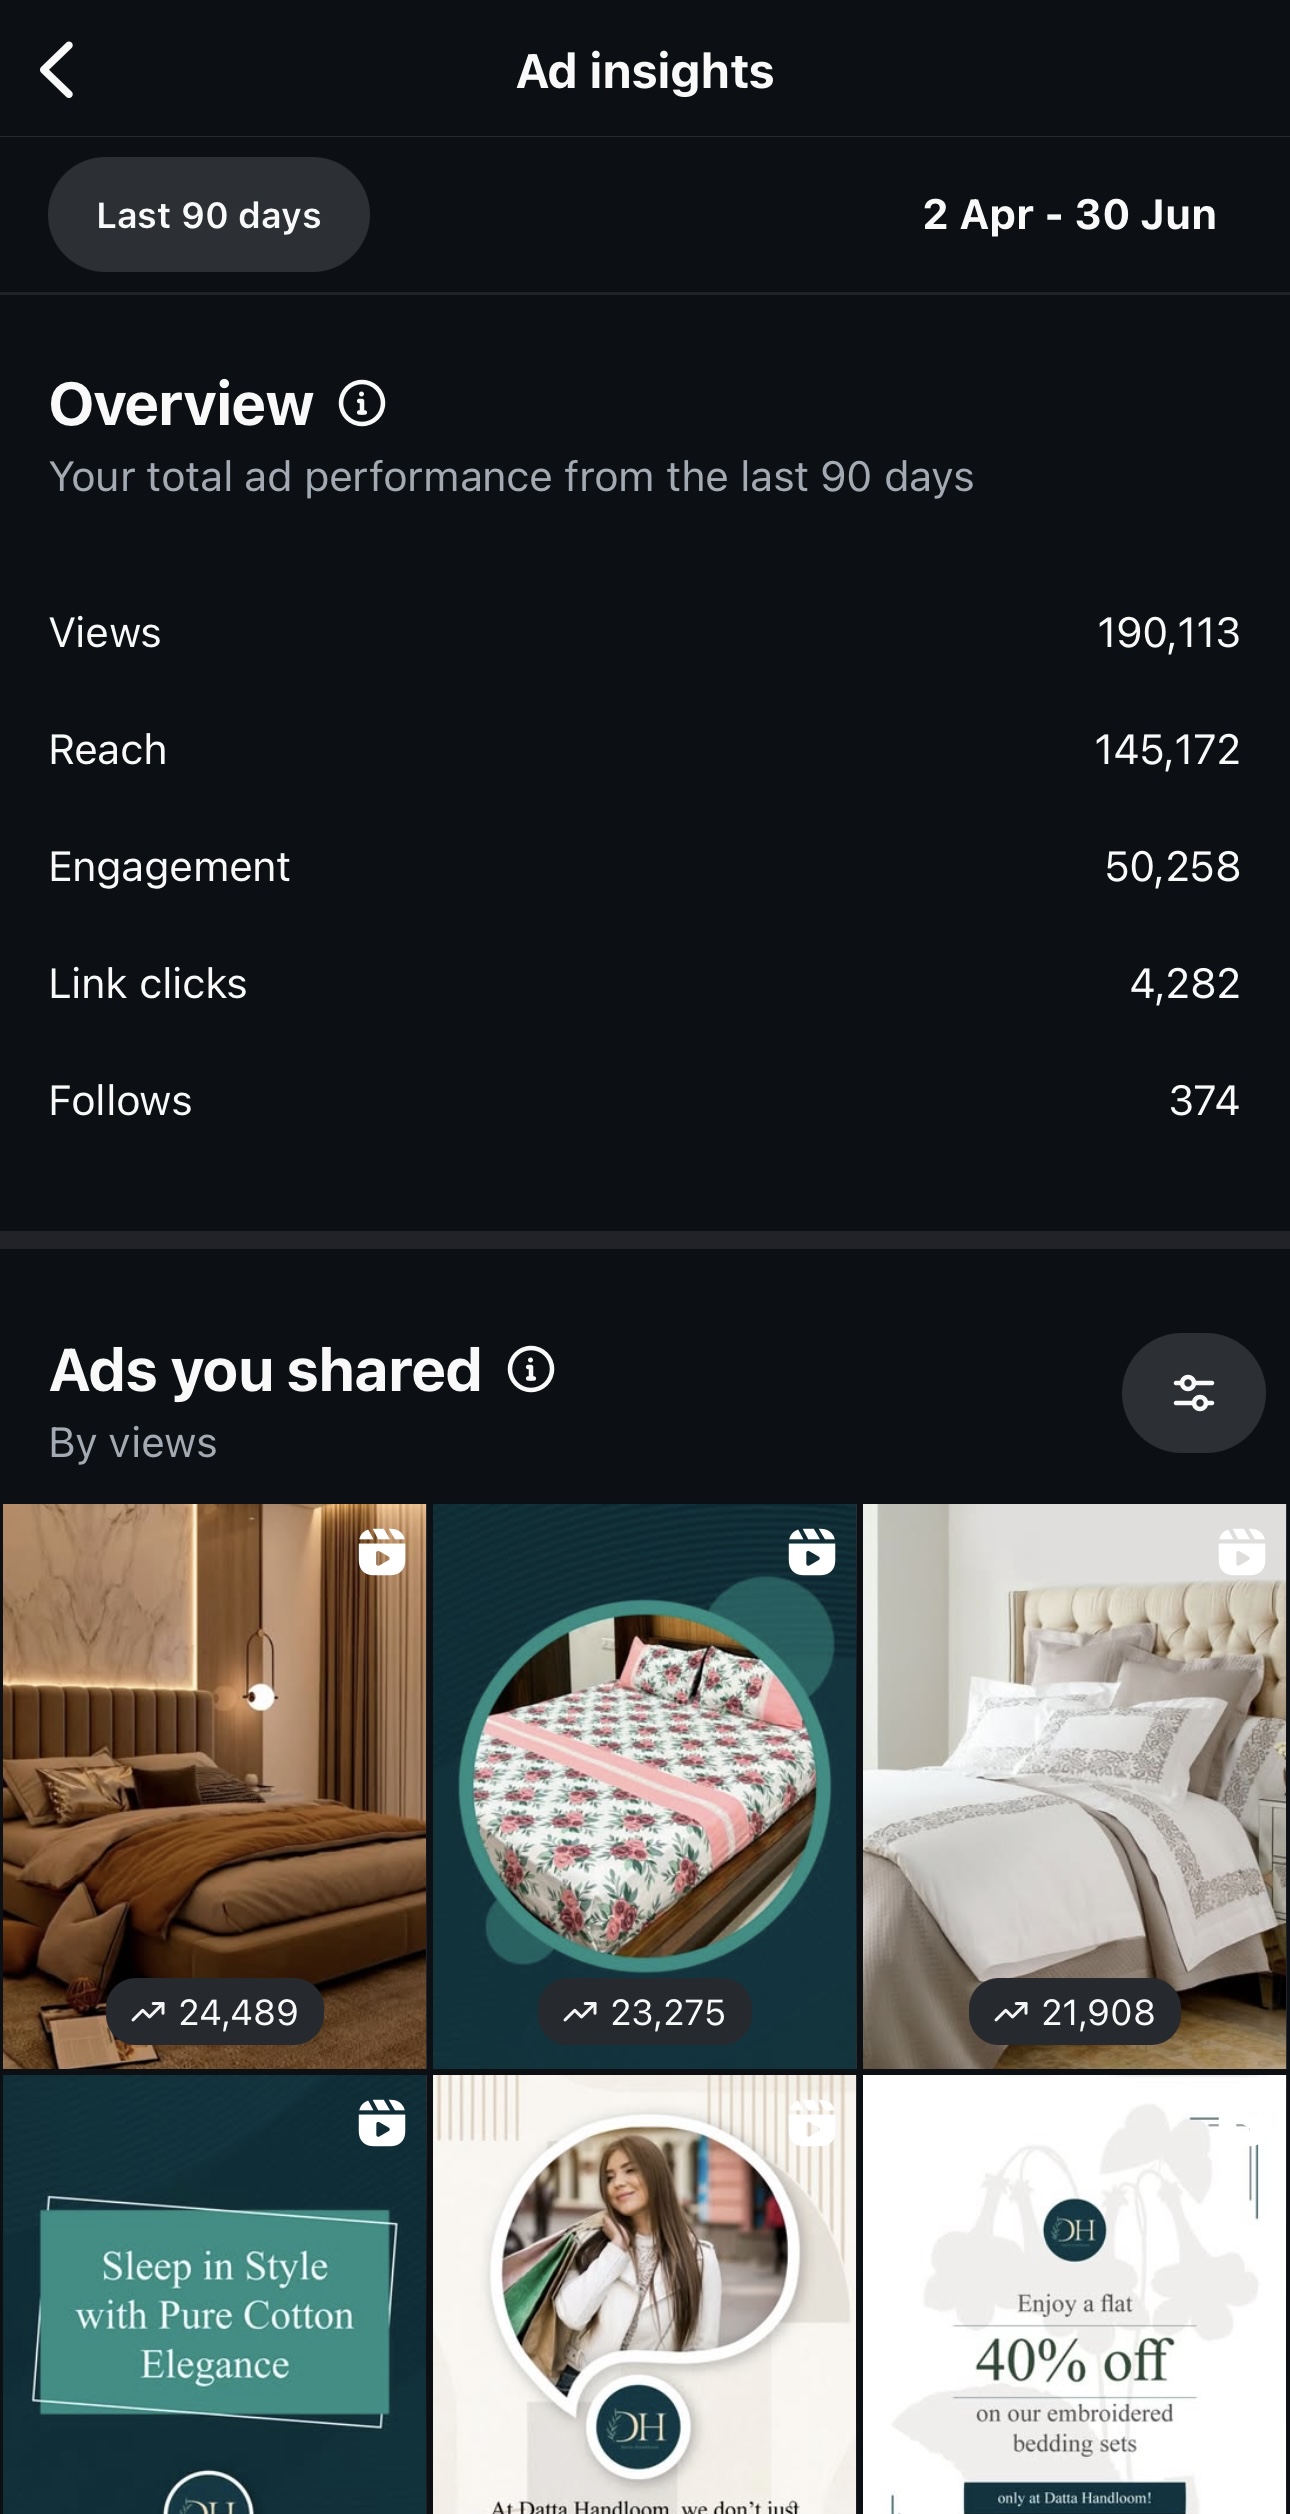 Ad insights
Last 90 days
2 Apr - 30 Jun
Overview
Your total ad performance from the last 90 days
Views 190,113
Reach 145,172
Engagement 50,258
Link clicks 4,282
Follows 374
Ads you shared
By views
24,489
23,275
21,908
Sleep in Style
with Pure Cotton
Elegance
DH
DH
At Datta Handloom, we don't just
DH
Enjoy a flat
40% off
on our embroidered
bedding sets
only at Datta Handloom!